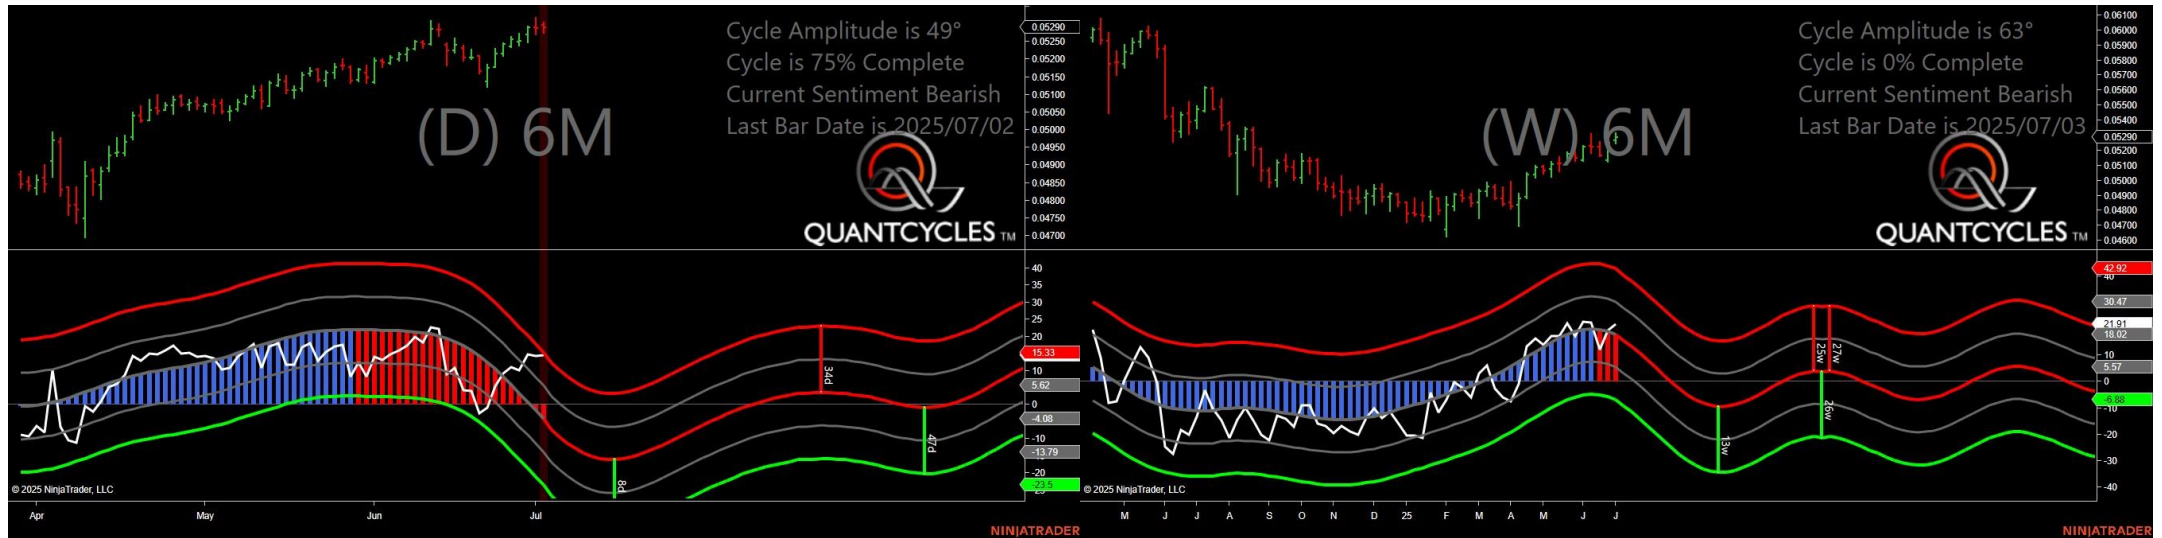 Cycle Amplitude is 49°
Cycle is 75% Complete
Current Sentiment Bearish
Last Bar Date is 2025/07/02
(D) 6M
QUANTCYCLES TM
0.05290
0.05250
0.05200
0.05150
0.05100
0.05050
0.05000
0.04950
0.04900
0.04850
0.04800
0.04750
0.04700
40
35
30
25
20
15.33
10
5.62
0
-4.08
-10
-13.79
-20
-23.5
34d
47d
8d
© 2025 NinjaTrader, LLC
Apr
May
Jun
Jul
NINJATRADER
Cycle Amplitude is 63°
Cycle is 0% Complete
Current Sentiment Bearish
Last Bar Date is 2025/07/03
(W) 6M
QUANTCYCLES TM
0.06100
0.06000
0.05900
0.05800
0.05700
0.05600
0.05500
0.05400
0.05290
0.05200
0.05100
0.05000
0.04900
0.04800
0.04700
0.04600
42.92
40
30.47
21.91
18.02
10
5.57
0
-6.88
-10
-20
-30
-40
25w
27w
26w
13w
© 2025 NinjaTrader, LLC
M
J
J
A
S
O
N
D
25
F
M
A
M
J
J
NINJATRADER